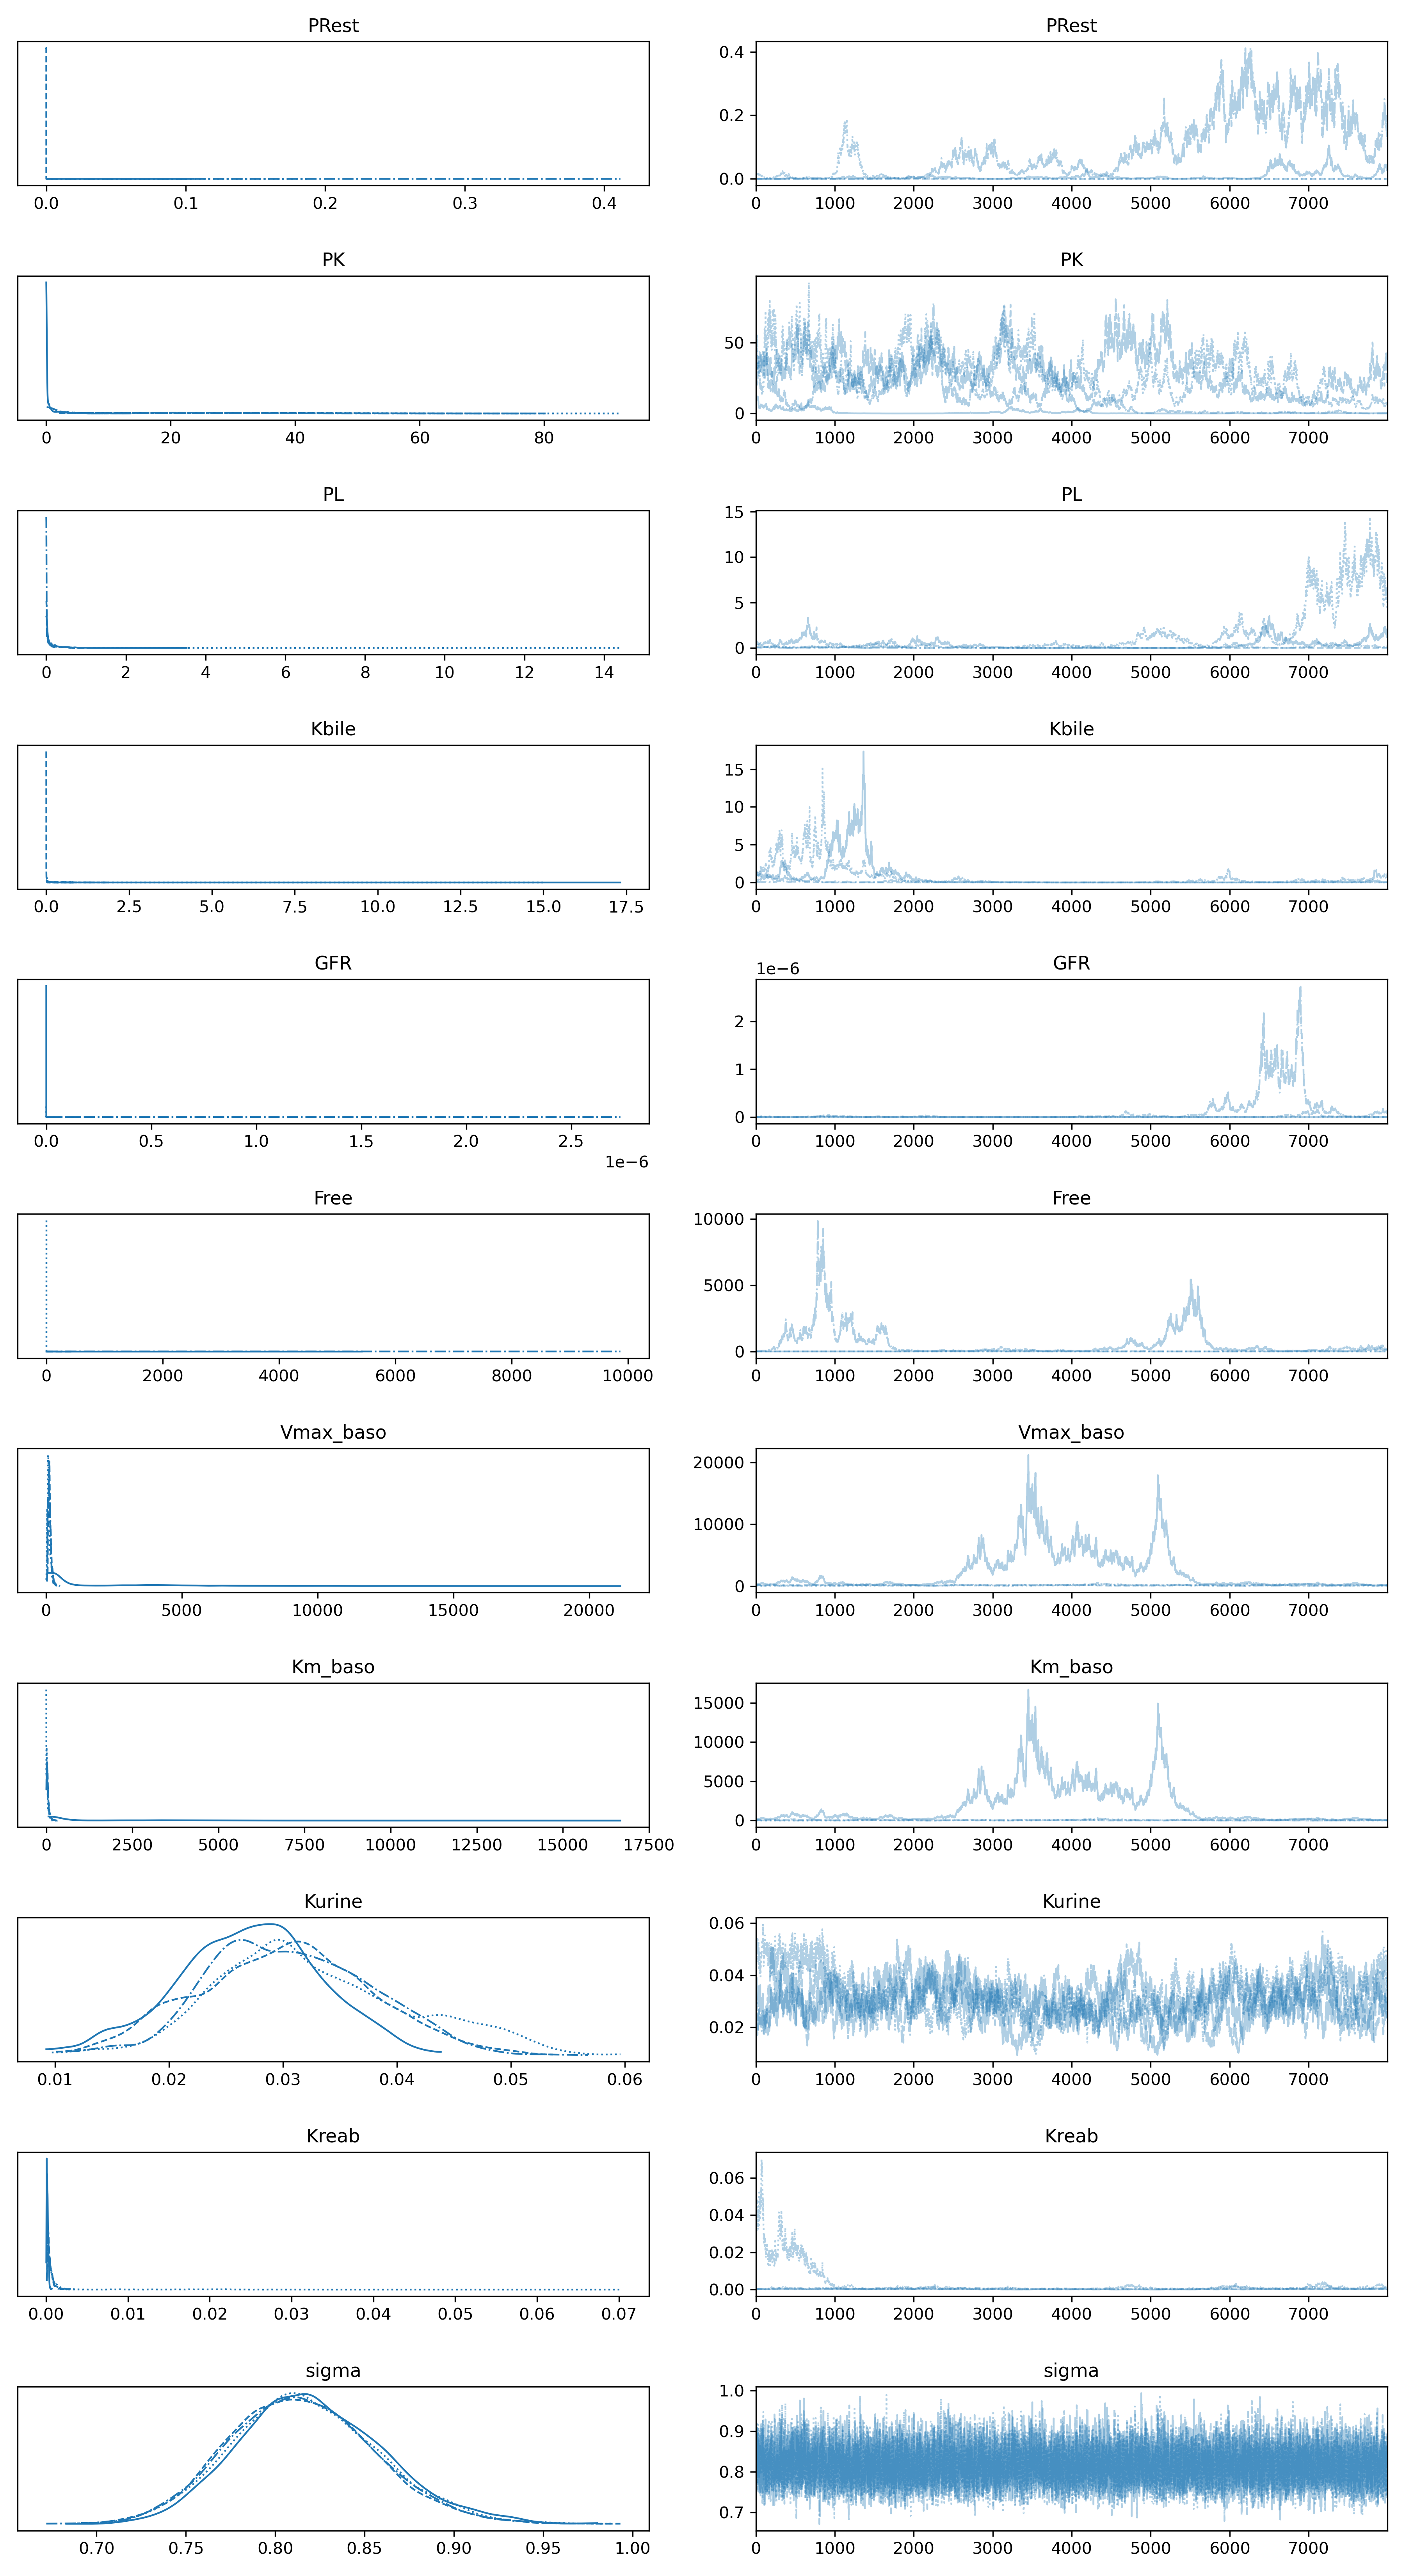 PRest PRest
0.4
0.2
0.0
0.0 0.1 0.2 0.3 0.4 0 1000 2000 3000 4000 5000 6000 7000
PK PK
50
0
0 20 40 60 80 0 1000 2000 3000 4000 5000 6000 7000
PL PL
15
10
5
0
0 2 4 6 8 10 12 14 0 1000 2000 3000 4000 5000 6000 7000
Kbile Kbile
15
10
5
0
0.0 2.5 5.0 7.5 10.0 12.5 15.0 17.5 0 1000 2000 3000 4000 5000 6000 7000
GFR GFR
1e−6
2
1
0
0.0 0.5 1.0 1.5 2.0 2.5 0 1000 2000 3000 4000 5000 6000 7000
1e−6
Free Free
10000
5000
0
0 2000 4000 6000 8000 10000 0 1000 2000 3000 4000 5000 6000 7000
Vmax_baso Vmax_baso
20000
10000
0
0 5000 10000 15000 20000 0 1000 2000 3000 4000 5000 6000 7000
Km_baso Km_baso
15000
10000
5000
0
0 2500 5000 7500 10000 12500 15000 17500 0 1000 2000 3000 4000 5000 6000 7000
Kurine Kurine
0.06
0.04
0.02
0.01 0.02 0.03 0.04 0.05 0.06 0 1000 2000 3000 4000 5000 6000 7000
Kreab Kreab
0.06
0.04
0.02
0.00
0.00 0.01 0.02 0.03 0.04 0.05 0.06 0.07 0 1000 2000 3000 4000 5000 6000 7000
sigma sigma
1.0
0.9
0.8
0.7
0.70 0.75 0.80 0.85 0.90 0.95 1.00 0 1000 2000 3000 4000 5000 6000 7000